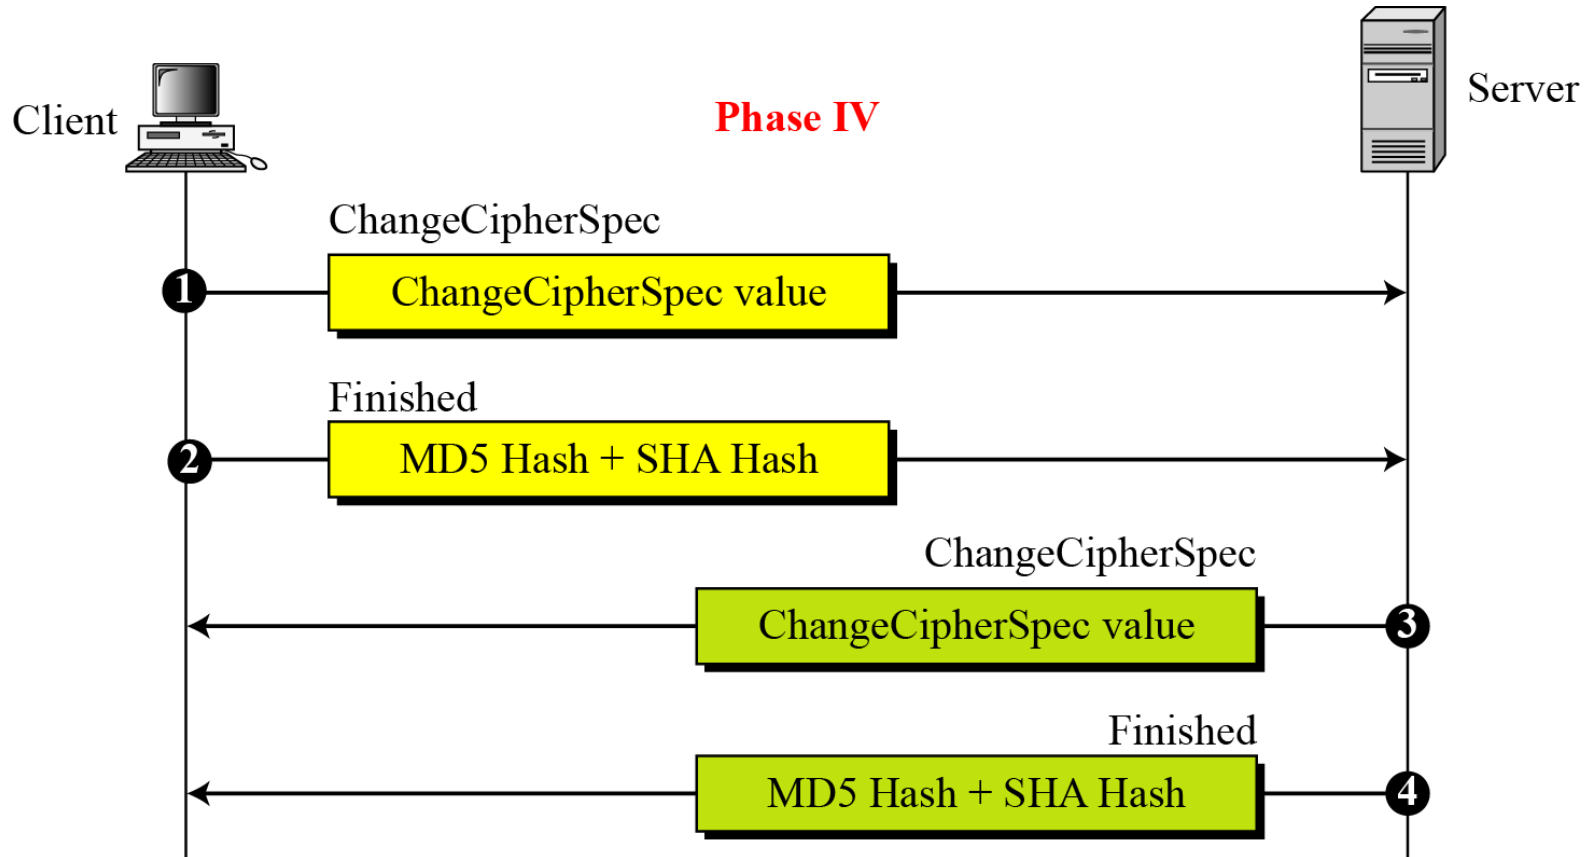 Server
Client
Phase IV
ChangeCipherSpec
1
ChangeCipherSpec value
Finished
2
MD5 Hash + SHA Hash
ChangeCipherSpec
ChangeCipherSpec value
3
Finished
MD5 Hash + SHA Hash
4